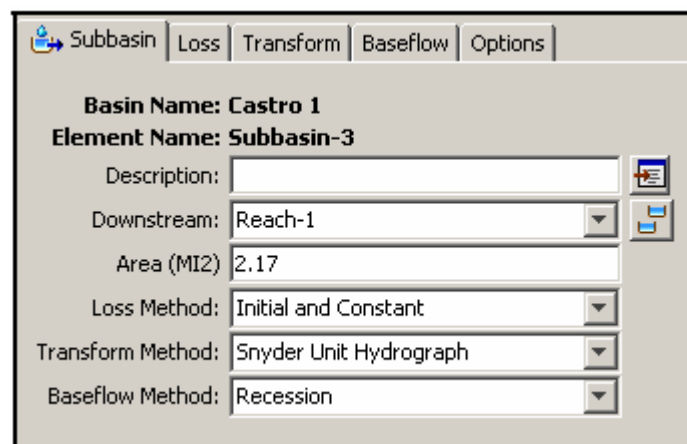 Subbasin Loss Transform Baseflow Options
Basin Name: Castro 1
Element Name: Subbasin-3
Description:
Downstream: Reach-1
Area (MI2) 2.17
Loss Method: Initial and Constant
Transform Method: Snyder Unit Hydrograph
Baseflow Method: Recession